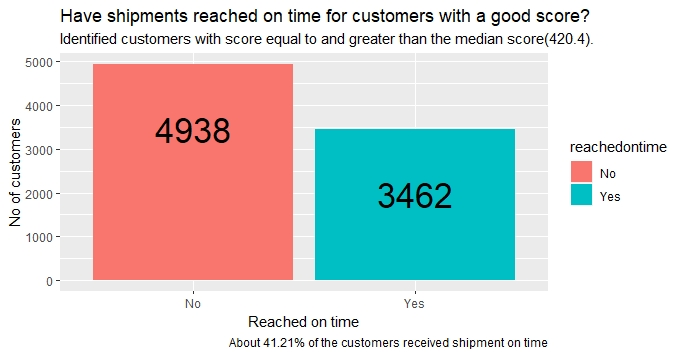 Have shipments reached on time for customers with a good score?
Identified customers with score equal to and greater than the median score(420.4).
No of customers
5000
4000
3000
2000
1000
0
4938
3462
No
Yes
Reached on time
reachedontime
No
Yes
About 41.21% of the customers received shipment on time